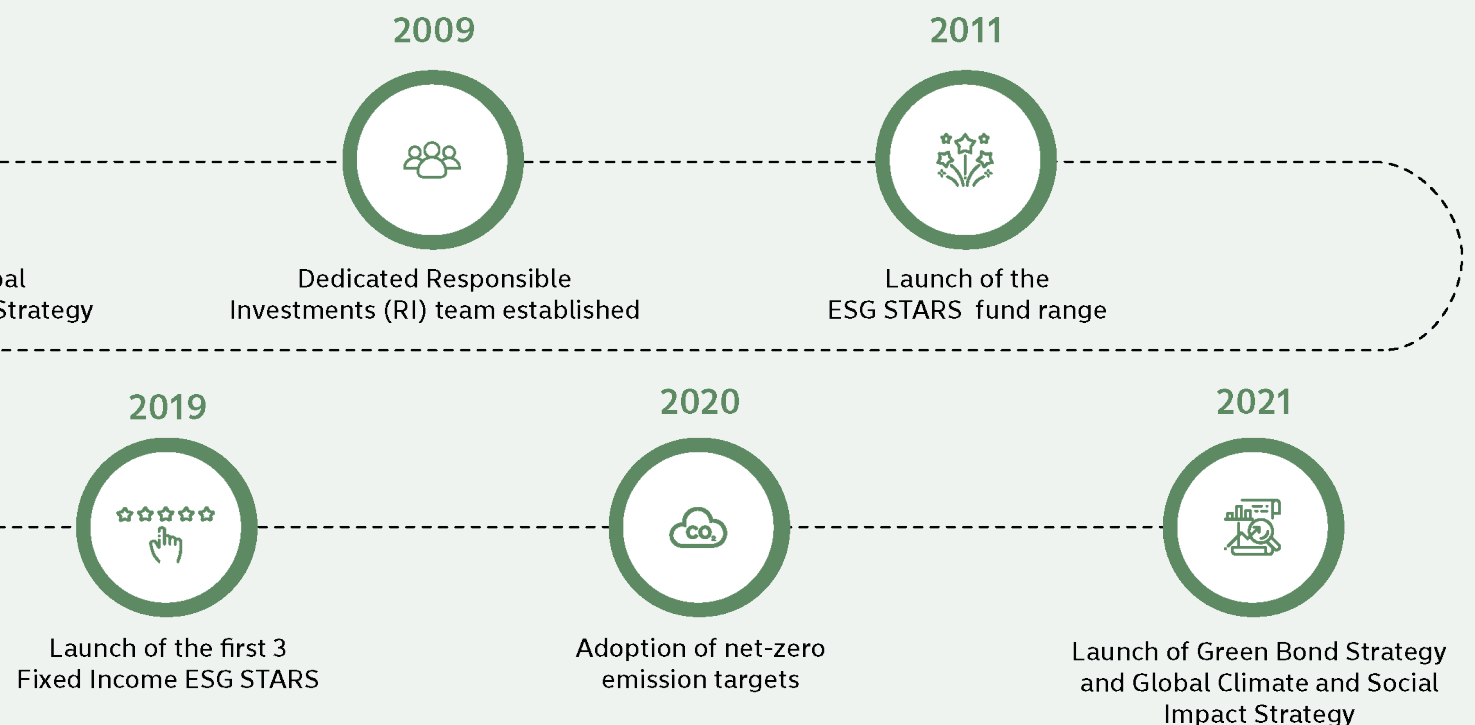 2009
2011
Strategy
Dedicated Responsible
Investments (RI) team established
Launch of the
ESG STARS fund range
2019
2020
2021
CO₂
Launch of the first 3
Fixed Income ESG STARS
Adoption of net-zero
emission targets
Launch of Green Bond Strategy
and Global Climate and Social
Impact Strategy